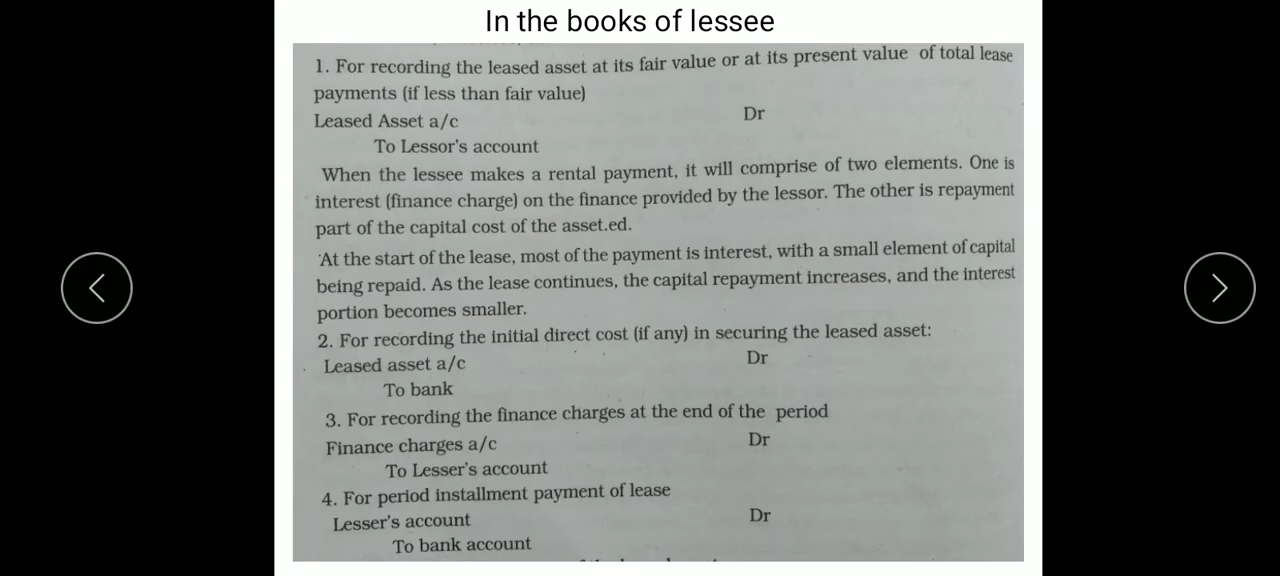 In the books of lessee
1. For recording the leased asset at its fair value or at its present value of total lease
payments (if less than fair value)
Leased Asset a/c Dr
To Lessor's account
When the lessee makes a rental payment, it will comprise of two elements. One is
interest (finance charge) on the finance provided by the lessor. The other is repayment
part of the capital cost of the asset.ed.
At the start of the lease, most of the payment is interest, with a small element of capital
being repaid. As the lease continues, the capital repayment increases, and the interest
portion becomes smaller.
2. For recording the initial direct cost (if any) in securing the leased asset:
Leased asset a/c Dr
To bank
3. For recording the finance charges at the end of the period
Finance charges a/c Dr
To Lesser's account
4. For period installment payment of lease
Lesser's account Dr
To bank account